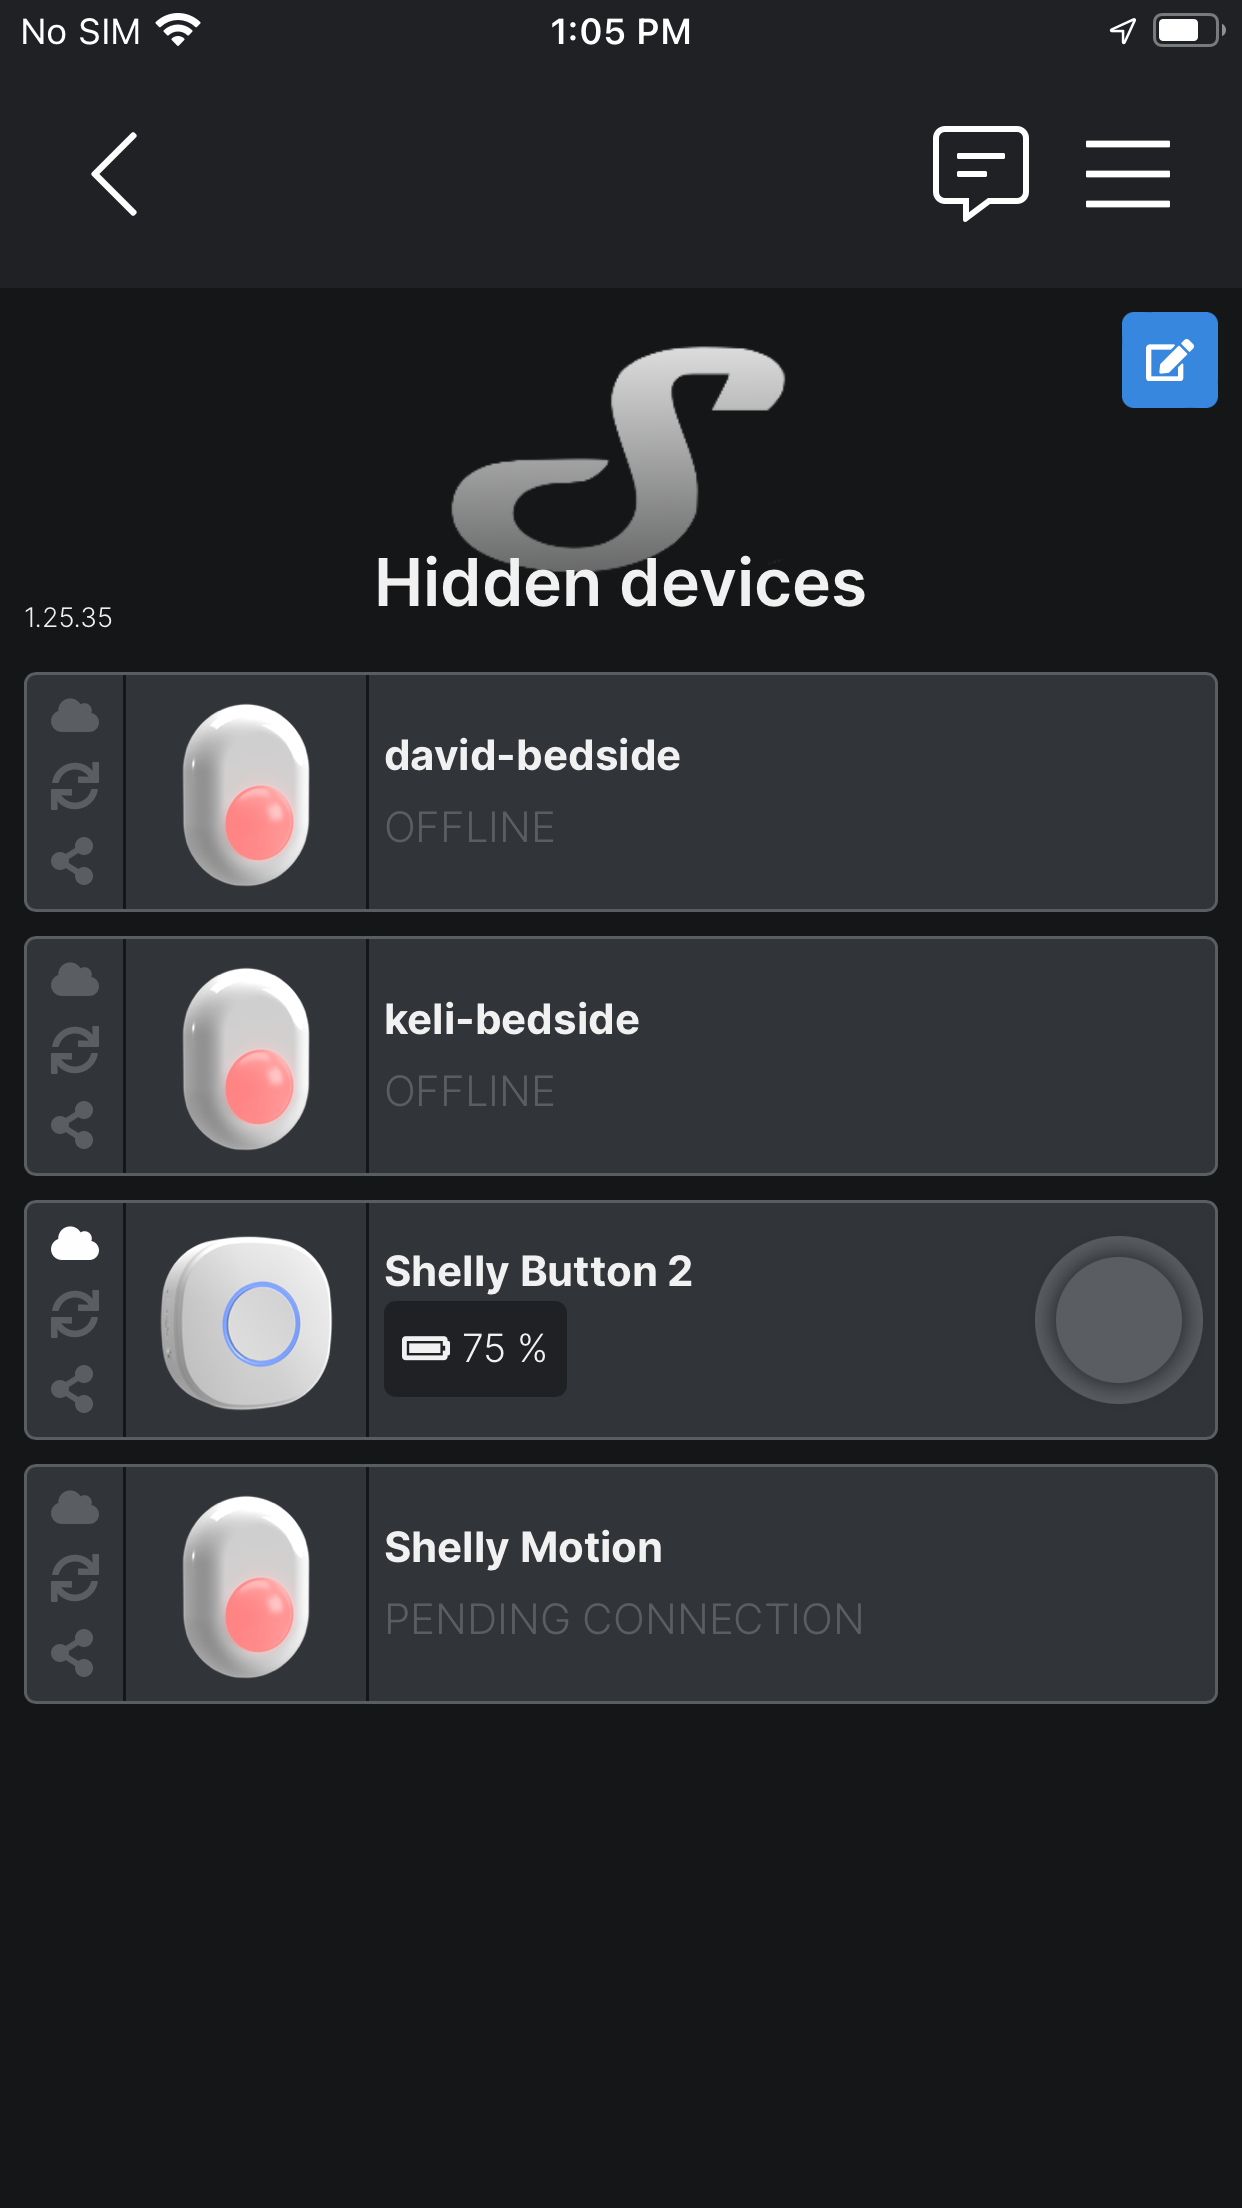 No SIM
1:05 PM
Hidden devices
1.25.35
david-bedside
OFFLINE
keli-bedside
OFFLINE
Shelly Button 2
75 %
Shelly Motion
PENDING CONNECTION